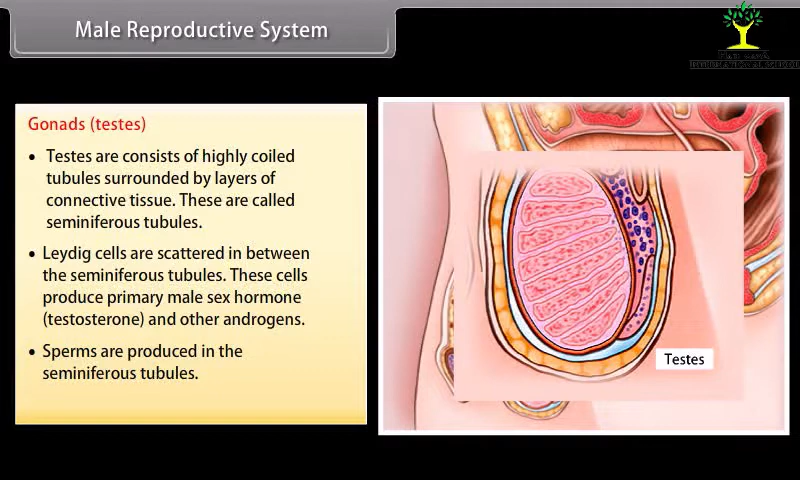 Male Reproductive System
Gonads (testes)
• Testes are consists of highly coiled
tubules surrounded by layers of
connective tissue. These are called
seminiferous tubules.
• Leydig cells are scattered in between
the seminiferous tubules. These cells
produce primary male sex hormone
(testosterone) and other androgens.
• Sperms are produced in the
seminiferous tubules.
Testes